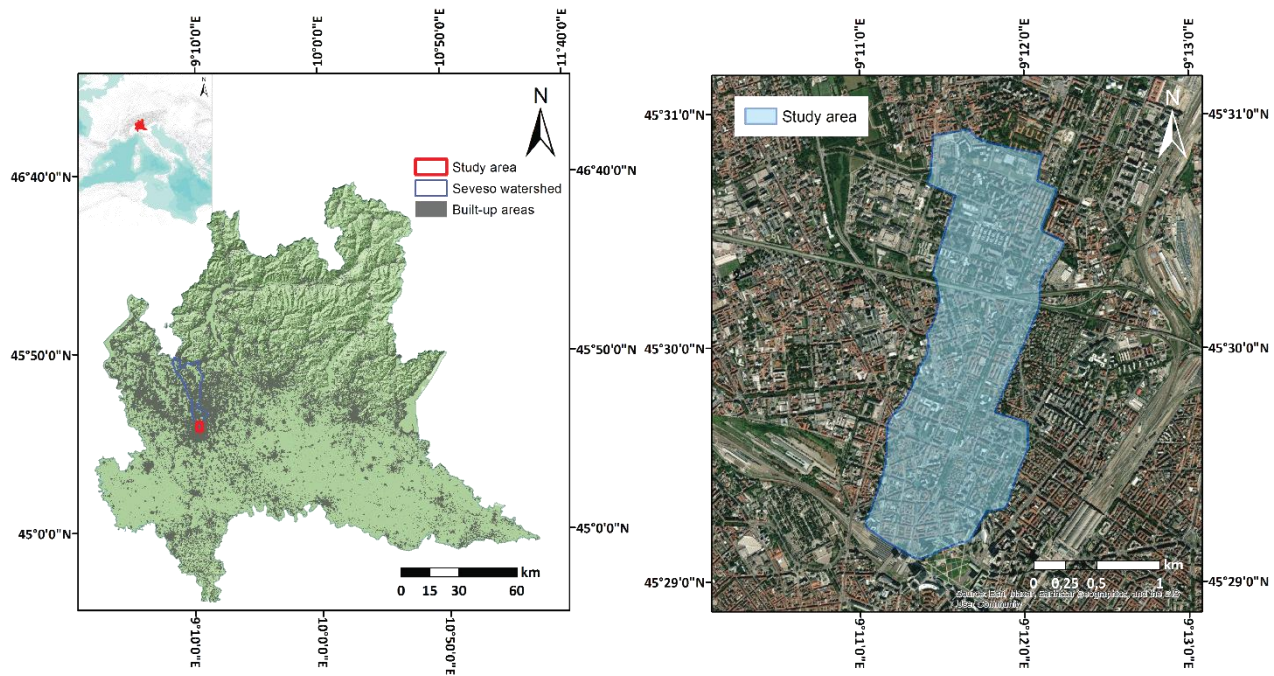 9°10'0"E
10°0'0"E
10°50'0"E
11°40'0"E
N
N
Study area
Seveso watershed
Built-up areas
46°40'0"N
46°40'0"N
45°50'0"N
45°50'0"N
45°0'0"N
45°0'0"N
km
0 15 30 60
9°10'0"E
10°0'0"E
10°50'0"E
9°11'0"E
9°12'0"E
9°13'0"E
Study area
N
45°31'0"N
45°31'0"N
45°30'0"N
45°30'0"N
45°29'0"N
45°29'0"N
km
0 0,25 0,5 1
User Community
9°11'0"E
9°12'0"E
9°13'0"E